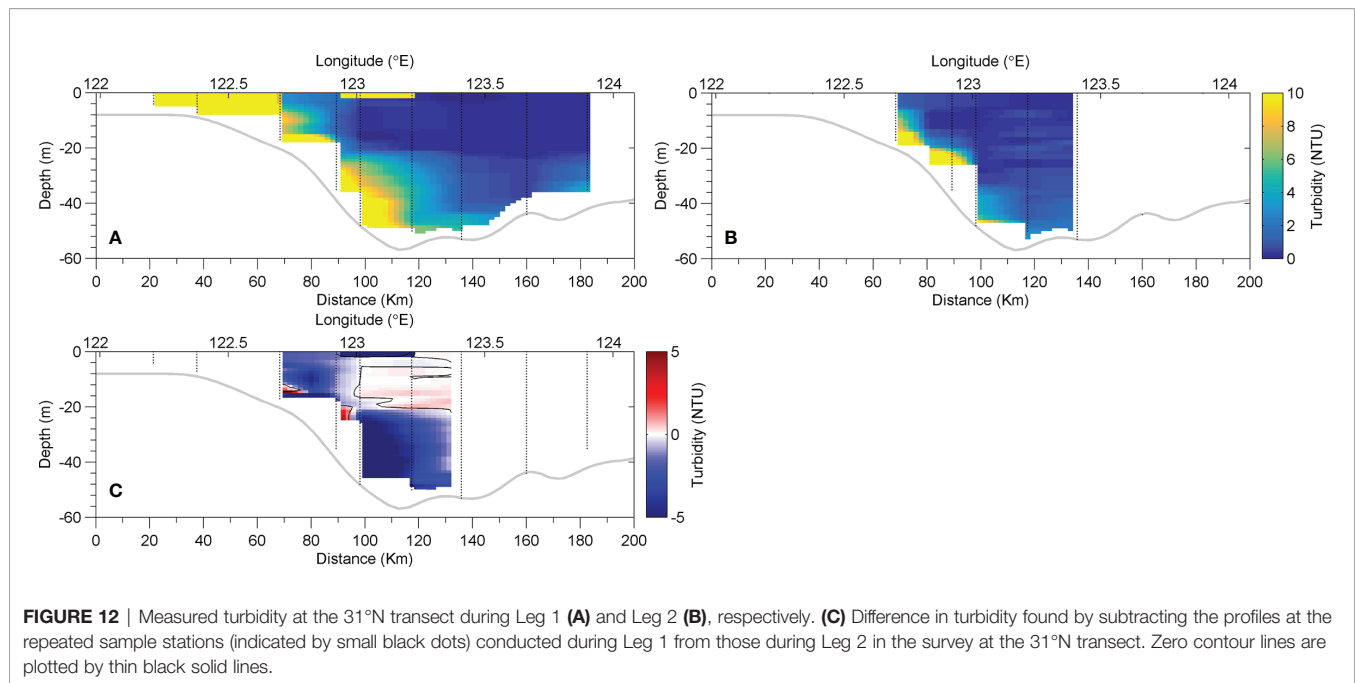 Longitude (°E)
122 122.5 123 123.5 124
0
-20
-40
-60
Depth (m)
A
0 20 40 60 80 100 120 140 160 180 200
Distance (Km)
Longitude (°E)
122 122.5 123 123.5 124
0
-20
-40
-60
Depth (m)
B
0 20 40 60 80 100 120 140 160 180 200
Distance (Km)
10
8
6
4
2
0
Turbidity (NTU)
Longitude (°E)
122 122.5 123 123.5 124
0
-20
-40
-60
Depth (m)
C
0 20 40 60 80 100 120 140 160 180 200
Distance (Km)
5
0
-5
Turbidity (NTU)
FIGURE 12 | Measured turbidity at the 31°N transect during Leg 1 (A) and Leg 2 (B), respectively. (C) Difference in turbidity found by subtracting the profiles at the
repeated sample stations (indicated by small black dots) conducted during Leg 1 from those during Leg 2 in the survey at the 31°N transect. Zero contour lines are
plotted by thin black solid lines.